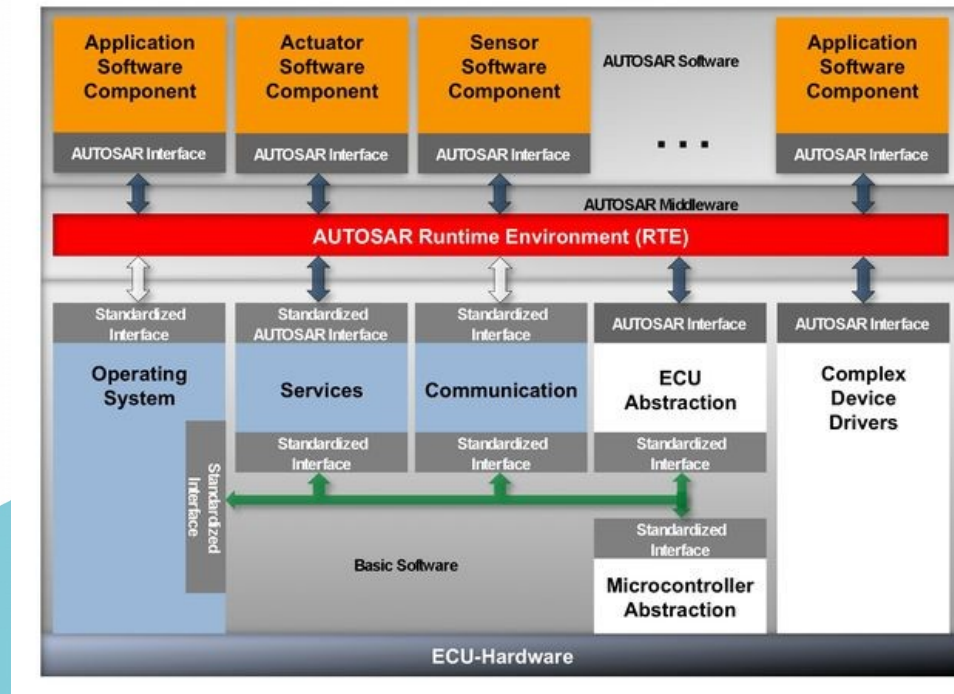 Application
Software
Component
AUTOSAR Interface
Actuator
Software
Component
AUTOSAR Interface
Sensor
Software
Component
AUTOSAR Interface
AUTOSAR Software
. . .
Application
Software
Component
AUTOSAR Interface
AUTOSAR Middleware
AUTOSAR Runtime Environment (RTE)
Standardized
Interface
Operating
System
Standardized
Interface
Standardized
AUTOSAR Interface
Services
Standardized
Interface
Standardized
Interface
Communication
Standardized
Interface
AUTOSAR Interface
ECU
Abstraction
Standardized
Interface
AUTOSAR Interface
Complex
Device
Drivers
Basic Software
Standardized
Interface
Microcontroller
Abstraction
ECU-Hardware